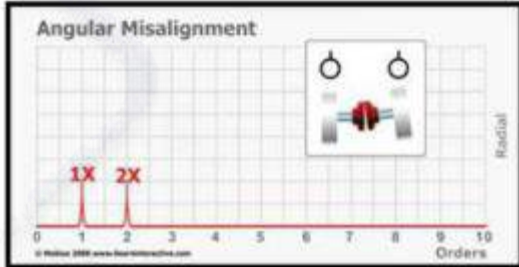 Angular Misalignment
1X 2X
Radial
0 1 2 3 4 5 6 7 8 9 10
Orders